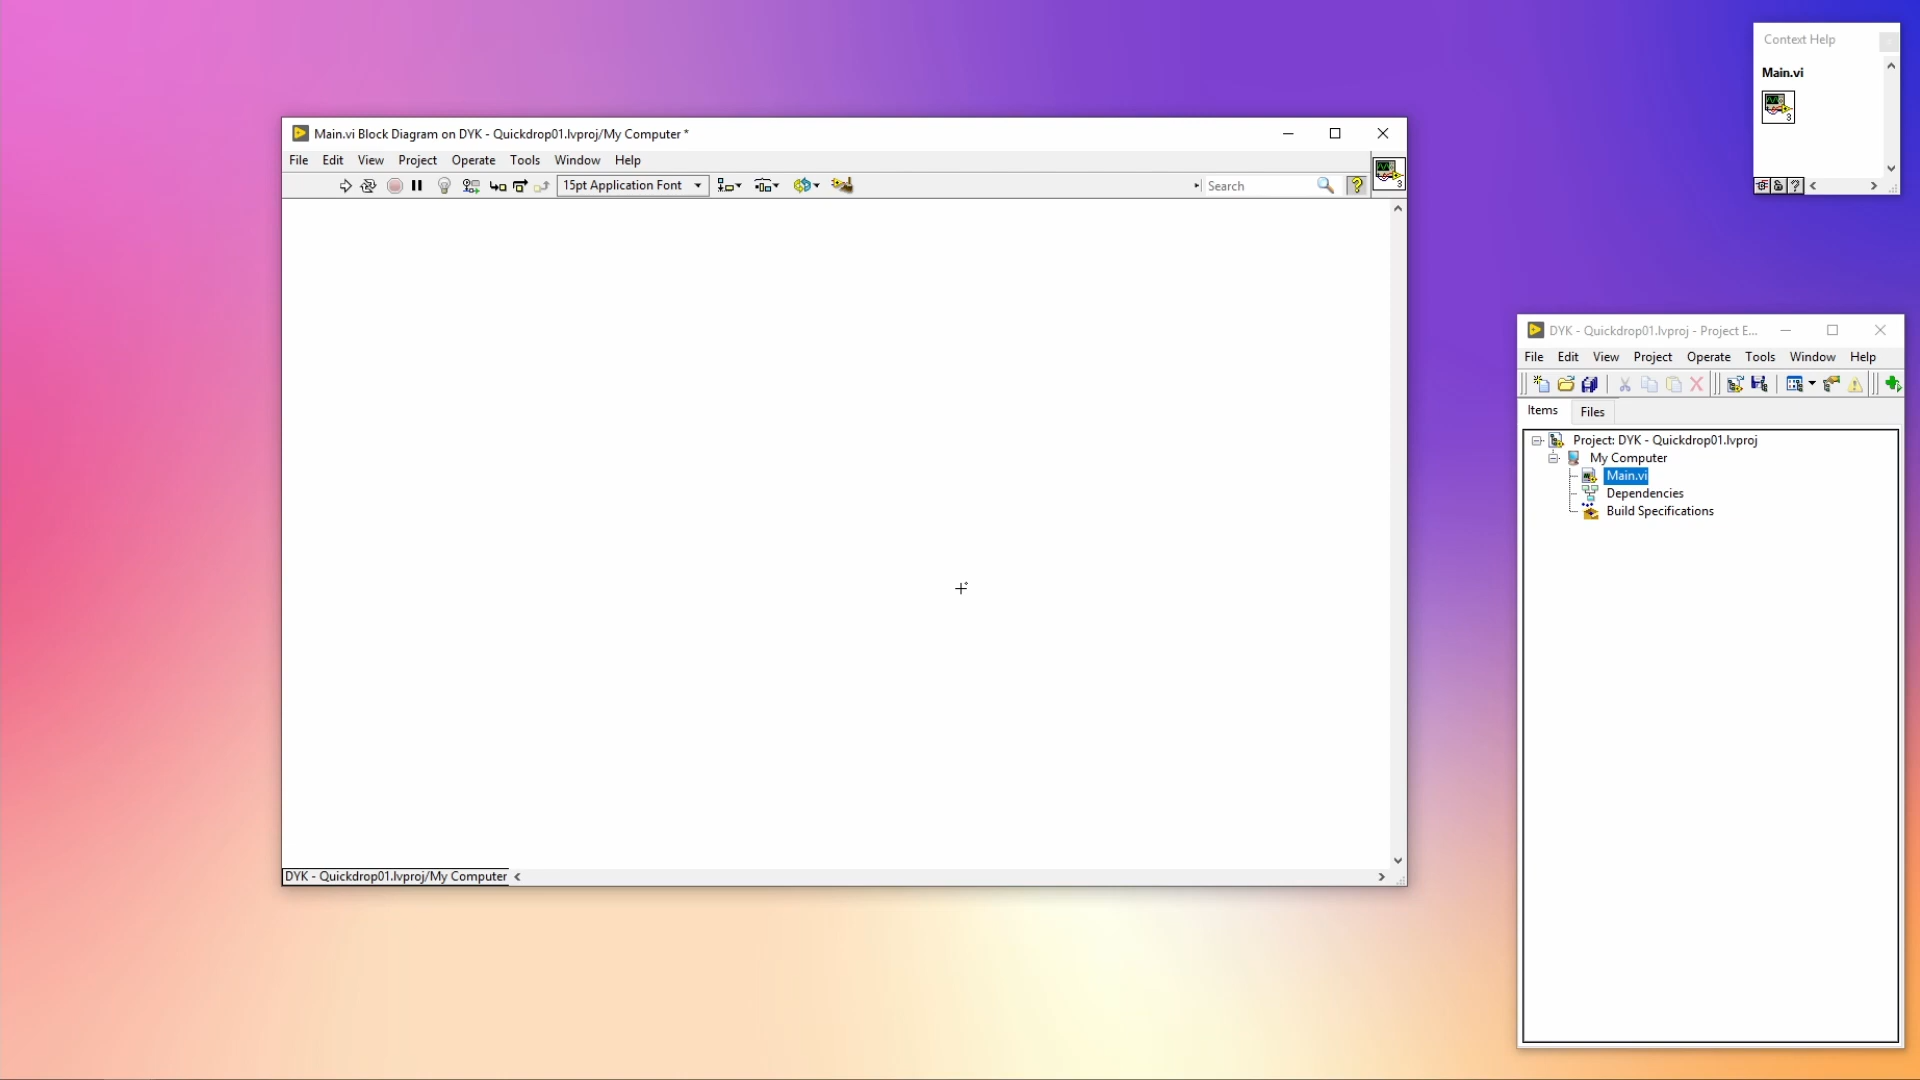 Context Help
Main.vi
3
Main.vi Block Diagram on DYK - Quickdrop01.lvproj/My Computer *
File Edit View Project Operate Tools Window Help
15pt Application Font
Search
?
3
DYK - Quickdrop01.lvproj - Project E...
File Edit View Project Operate Tools Window Help
Items Files
Project: DYK - Quickdrop01.lvproj
My Computer
Main.vi
Dependencies
Build Specifications
DYK - Quickdrop01.lvproj/My Computer